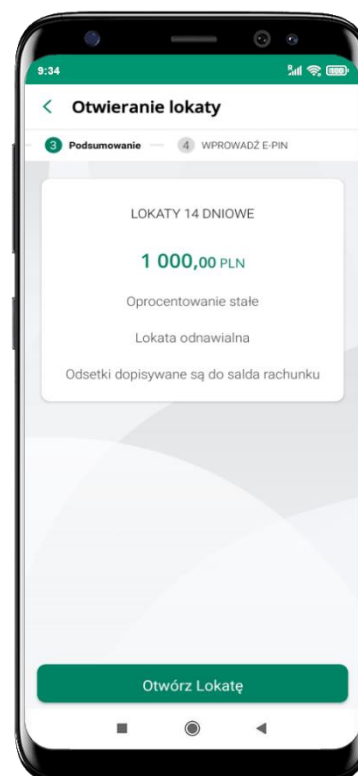 9:34
Otwieranie lokaty
3 Podsumowanie 4 WPROWADŹ E-PIN
LOKATY 14 DNIOWE
1 000,00 PLN
Oprocentowanie stałe
Lokata odnawialna
Odsetki dopisywane są do salda rachunku
Otwórz Lokatę